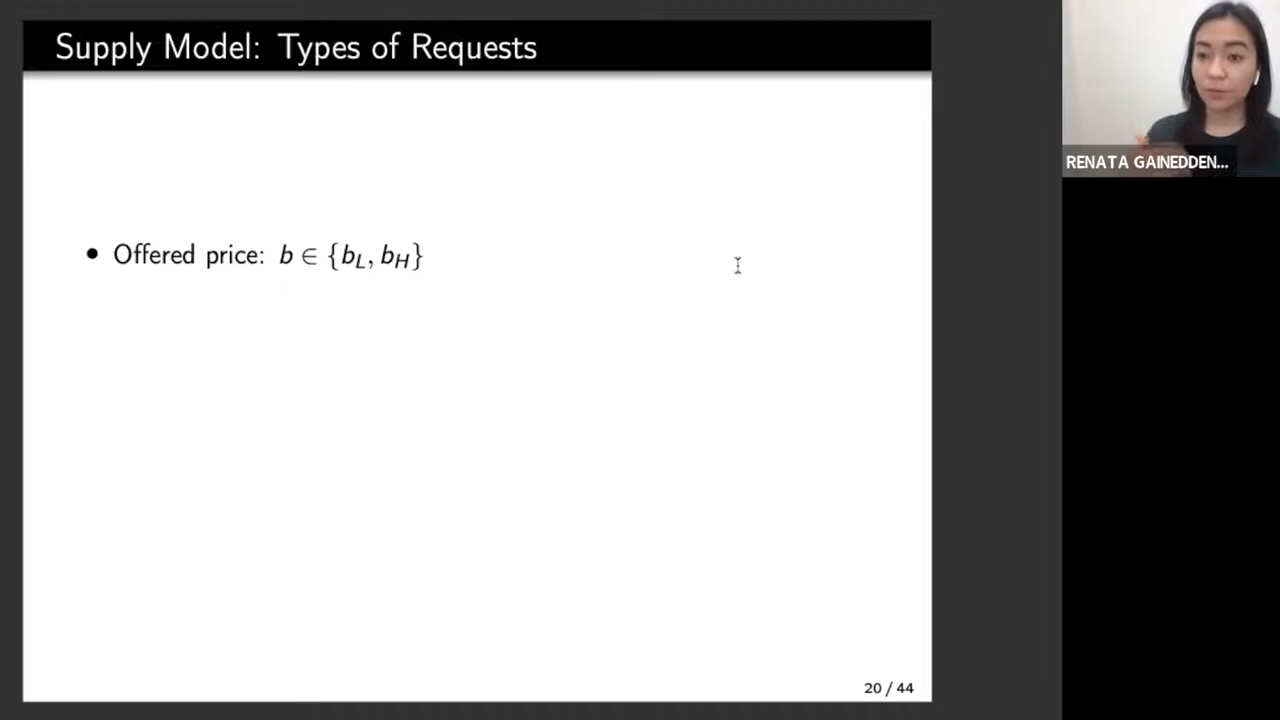 Supply Model: Types of Requests
RENATA GAINEDDEN...
• Offered price: b ∈ {b_L, b_H}
20 / 44